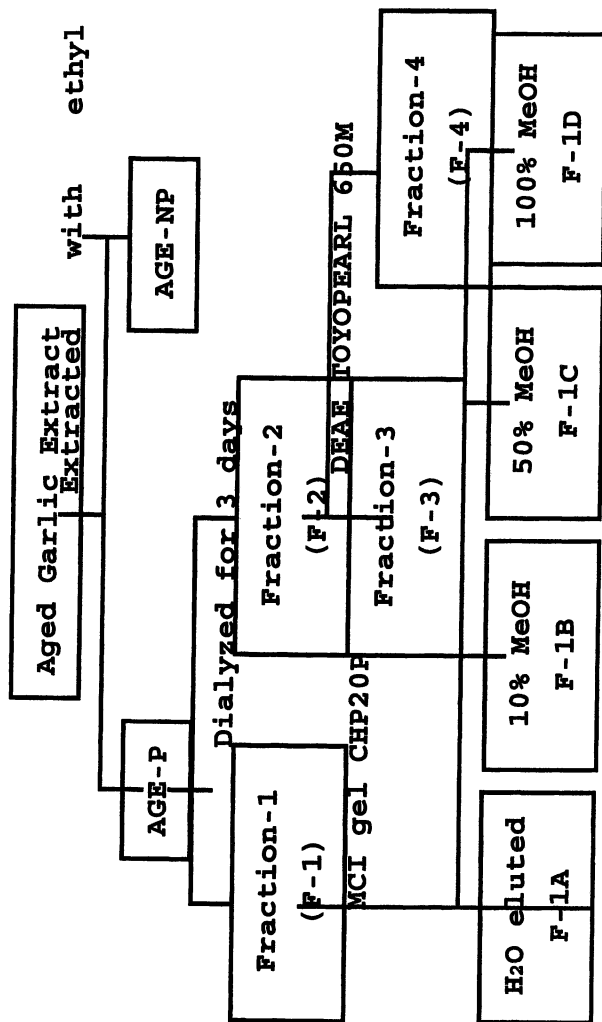 Aged Garlic Extract
Extracted with ethyl
AGE-P
AGE-NP
Dialyzed for 3 days
Fraction-1
(F-1)
Fraction-2
(F-2)
MCI gel CHP20P
DEAE TOYOPEARL 650M
Fraction-3
(F-3)
Fraction-4
(F-4)
H2O eluted
F-1A
10% MeOH
F-1B
50% MeOH
F-1C
100% MeOH
F-1D